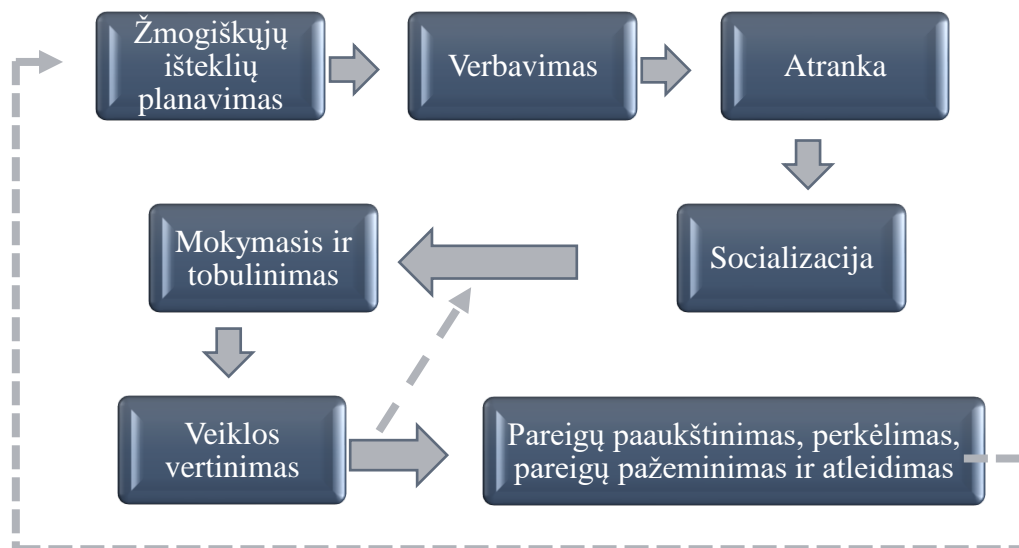 Žmogiškųjų
išteklių
planavimas
Verbavimas
Atranka
Socializacija
Mokymasis ir
tobulinimas
Veiklos
vertinimas
Pareigų paaukštinimas, perkėlimas,
pareigų pažeminimas ir atleidimas